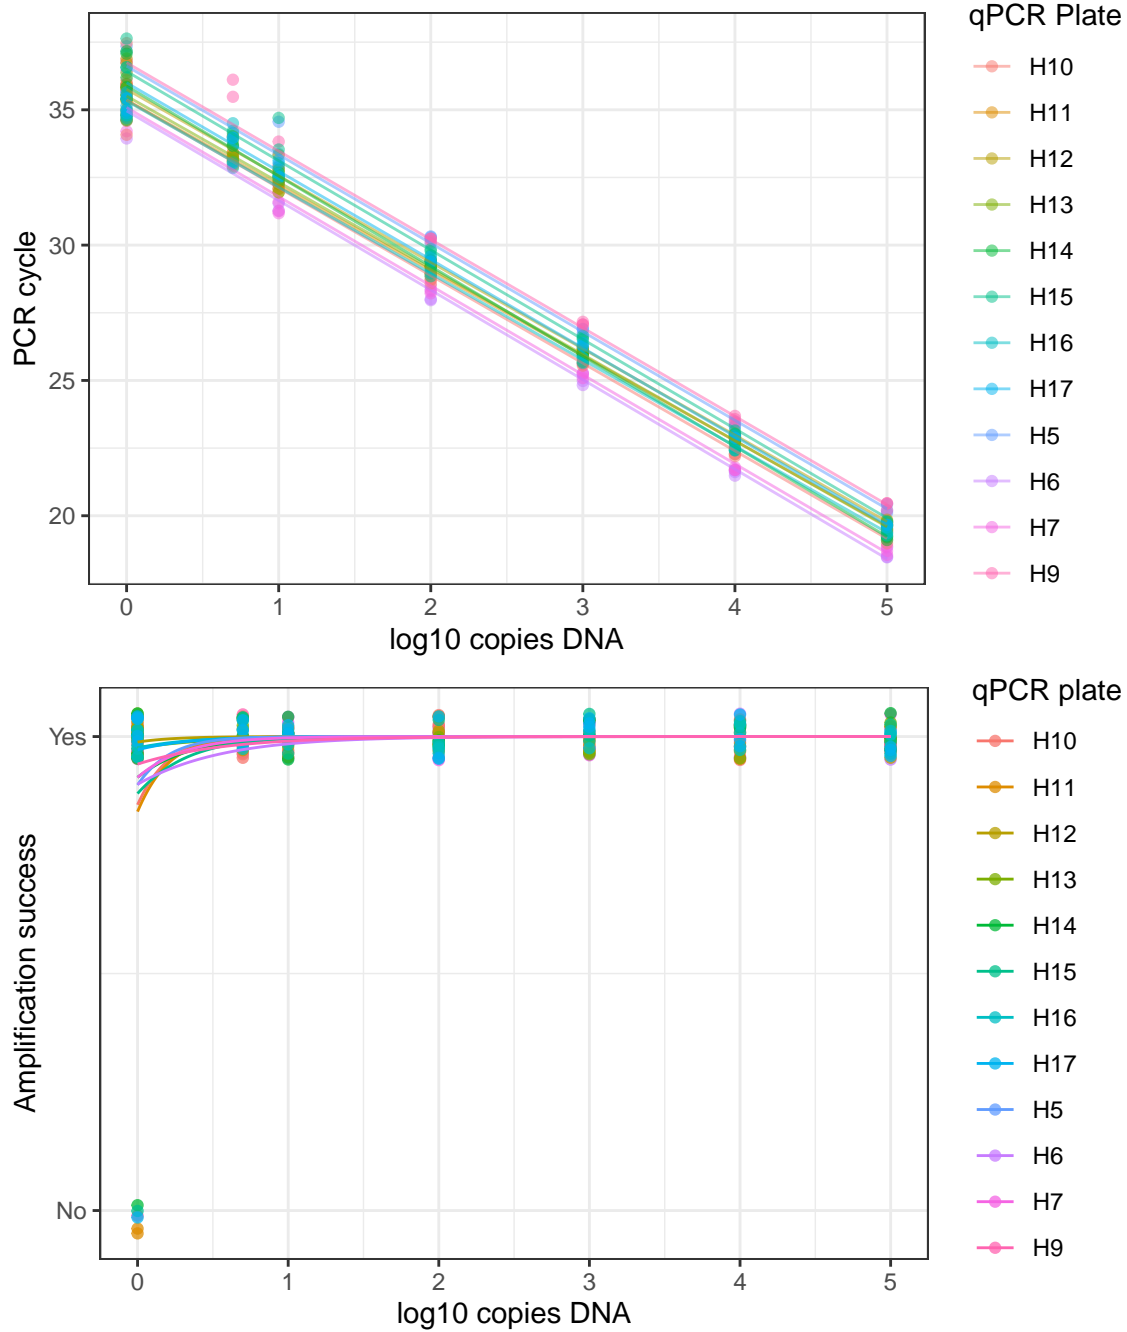 qPCR Plate
H10
H11
H12
H13
H14
H15
H16
H17
H5
H6
H7
H9
PCR cycle
35
30
25
20
0 1 2 3 4 5
log10 copies DNA
qPCR plate
H10
H11
H12
H13
H14
H15
H16
H17
H5
H6
H7
H9
Amplification success
Yes
No
0 1 2 3 4 5
log10 copies DNA